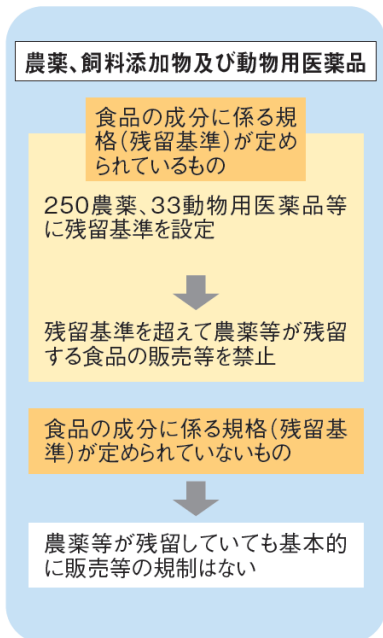 農薬、飼料添加物及び動物用医薬品
食品の成分に係る規
格(残留基準)が定め
られているもの
250農薬、33動物用医薬品等
に残留基準を設定
残留基準を超えて農薬等が残留
する食品の販売等を禁止
食品の成分に係る規格(残留基
準)が定められていないもの
農薬等が残留していても基本的
に販売等の規制はない